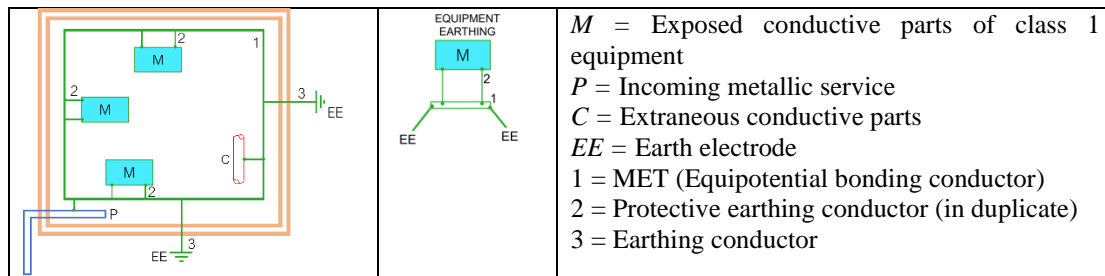 2
1
M
2
M
3
EE
C
M
2
P
3
EE
EQUIPMENT
EARTHING
M
2
1
EE
EE
M = Exposed conductive parts of class 1
equipment
P = Incoming metallic service
C = Extraneous conductive parts
EE = Earth electrode
1 = MET (Equipotential bonding conductor)
2 = Protective earthing conductor (in duplicate)
3 = Earthing conductor